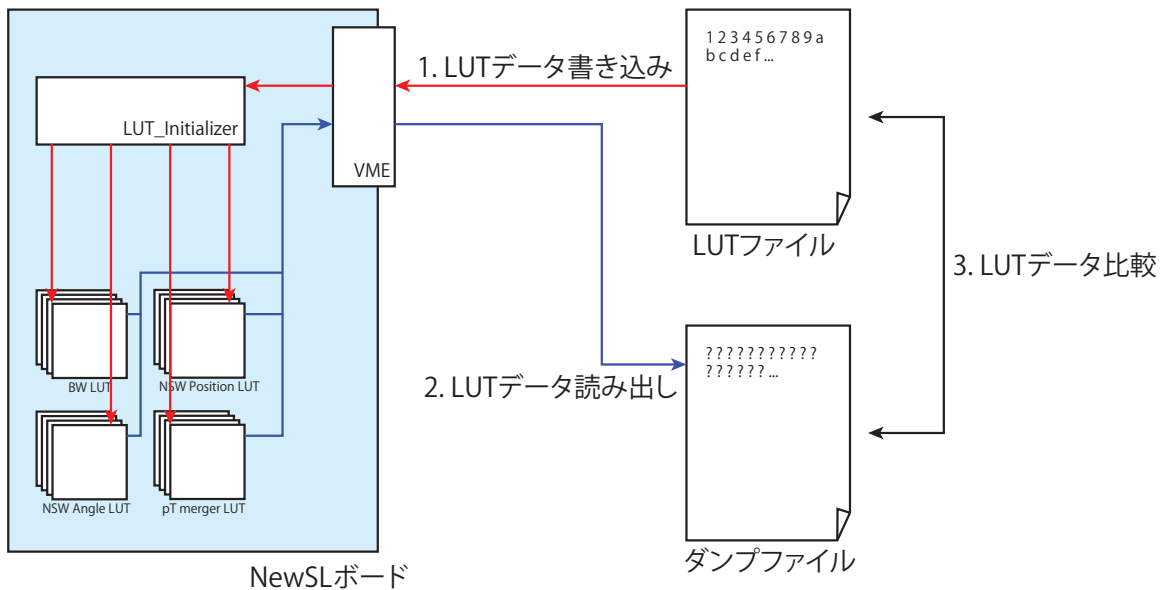 1 2 3 4 5 6 7 8 9 a
b c d e f ...
1. LUTデータ書き込み
LUT_Initializer
VME
LUTファイル
3. LUTデータ比較
? ? ? ? ? ? ? ? ? ? ?
? ? ? ? ? ? ...
2. LUTデータ読み出し
BW LUT
NSW Position LUT
NSW Angle LUT
pT merger LUT
ダンプファイル
NewSLボード